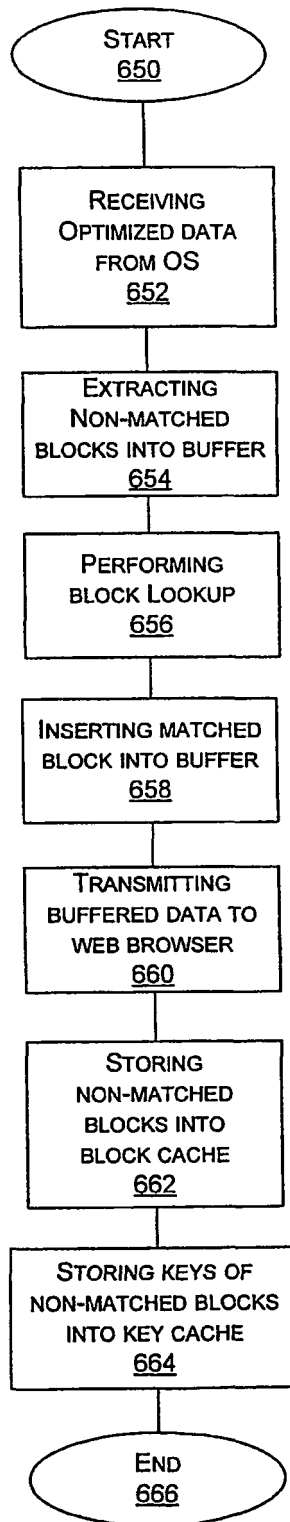 START
650
RECEIVING
OPTIMIZED DATA
FROM OS
652
EXTRACTING
NON-MATCHED
BLOCKS INTO BUFFER
654
PERFORMING
BLOCK LOOKUP
656
INSERTING MATCHED
BLOCK INTO BUFFER
658
TRANSMITTING
BUFFERED DATA TO
WEB BROWSER
660
STORING
NON-MATCHED
BLOCKS INTO
BLOCK CACHE
662
STORING KEYS OF
NON-MATCHED BLOCKS
INTO KEY CACHE
664
END
666